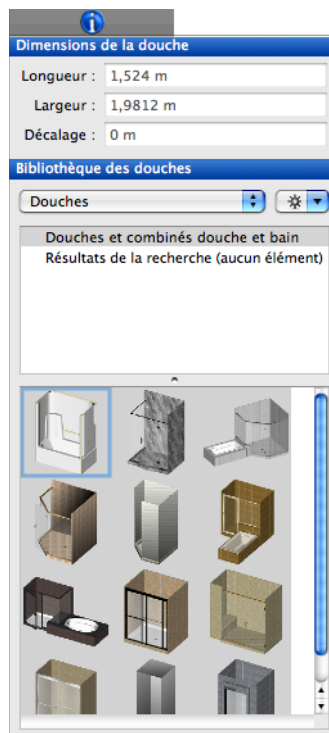 Dimensions de la douche
Longueur : 1,524 m
Largeur : 1,9812 m
Décalage : 0 m
Bibliothèque des douches
Douches
Douches et combinés douche et bain
Résultats de la recherche (aucun élément)